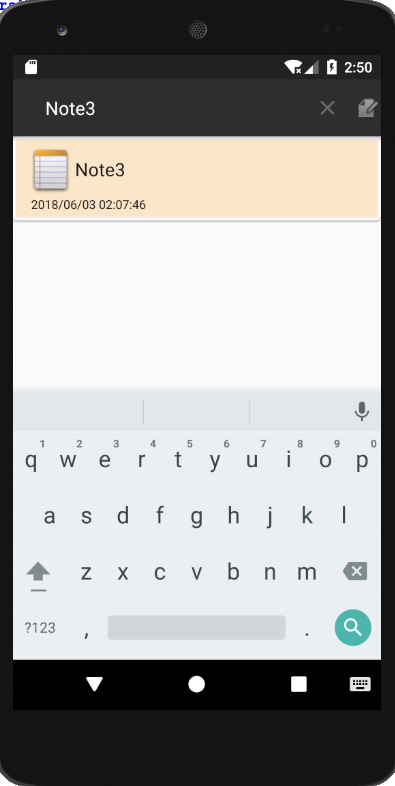 2:50
Note3
Note3
2018/06/03 02:07:46
1 2 3 4 5 6 7 8 9 0
q w e r t y u i o p
a s d f g h j k l
z x c v b n m
?123 , .